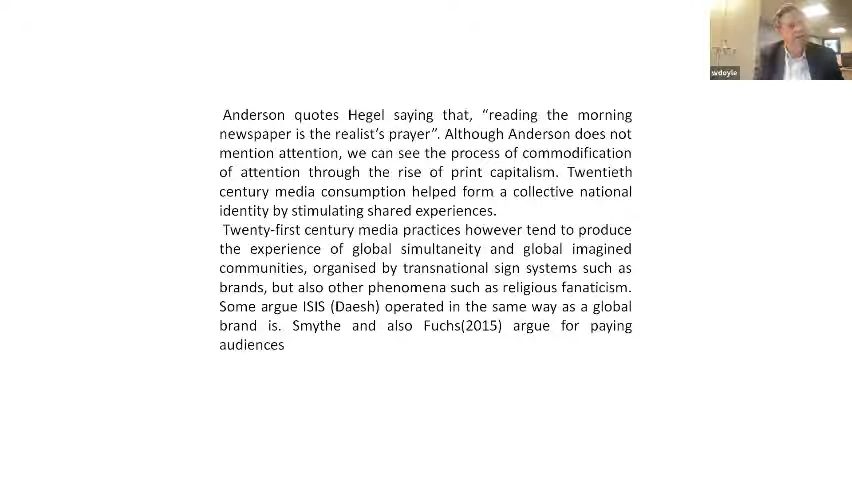 wdoyle
Anderson quotes Hegel saying that, “reading the morning
newspaper is the realist's prayer”. Although Anderson does not
mention attention, we can see the process of commodification
of attention through the rise of print capitalism. Twentieth
century media consumption helped form a collective national
identity by stimulating shared experiences.
Twenty-first century media practices however tend to produce
the experience of global simultaneity and global imagined
communities, organised by transnational sign systems such as
brands, but also other phenomena such as religious fanaticism.
Some argue ISIS (Daesh) operated in the same way as a global
brand is. Smythe and also Fuchs(2015) argue for paying
audiences